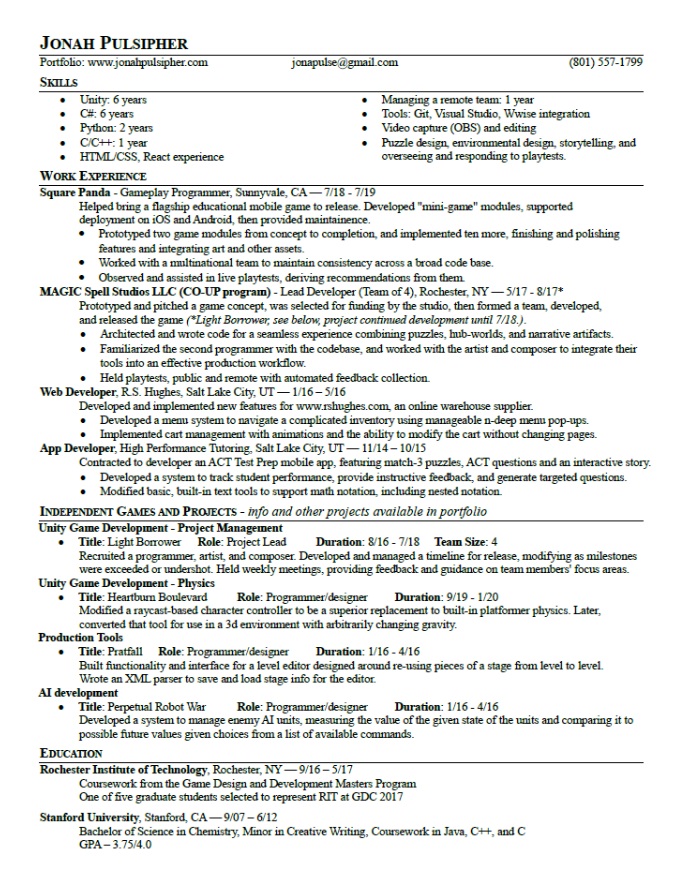 JONAH PULSIPHER
Portfolio: www.jonahpulsipher.com jonapulse@gmail.com (801) 557-1799
SKILLS
• Unity: 6 years
• C#: 6 years
• Python: 2 years
• C/C++: 1 year
• HTML/CSS, React experience
• Managing a remote team: 1 year
• Tools: Git, Visual Studio, Wwise integration
• Video capture (OBS) and editing
• Puzzle design, environmental design, storytelling, and
overseeing and responding to playtests.
WORK EXPERIENCE
Square Panda - Gameplay Programmer, Sunnyvale, CA — 7/18 - 7/19
Helped bring a flagship educational mobile game to release. Developed "mini-game" modules, supported
deployment on iOS and Android, then provided maintainence.
• Prototyped two game modules from concept to completion, and implemented ten more, finishing and polishing
features and integrating art and other assets.
• Worked with a multinational team to maintain consistency across a broad code base.
• Observed and assisted in live playtests, deriving recommendations from them.
MAGIC Spell Studios LLC (CO-UP program) - Lead Developer (Team of 4), Rochester, NY — 5/17 - 8/17*
Prototyped and pitched a game concept, was selected for funding by the studio, then formed a team, developed,
and released the game (*Light Borrower, see below, project continued development until 7/18.).
• Architected and wrote code for a seamless experience combining puzzles, hub-worlds, and narrative artifacts.
• Familiarized the second programmer with the codebase, and worked with the artist and composer to integrate their
tools into an effective production workflow.
• Held playtests, public and remote with automated feedback collection.
Web Developer, R.S. Hughes, Salt Lake City, UT — 1/16 – 5/16
Developed and implemented new features for www.rshughes.com, an online warehouse supplier.
• Developed a menu system to navigate a complicated inventory using manageable n-deep menu pop-ups.
• Implemented cart management with animations and the ability to modify the cart without changing pages.
App Developer, High Performance Tutoring, Salt Lake City, UT — 11/14 – 10/15
Contracted to developer an ACT Test Prep mobile app, featuring match-3 puzzles, ACT questions and an interactive story.
• Developed a system to track student performance, provide instructive feedback, and generate targeted questions.
• Modified basic, built-in text tools to support math notation, including nested notation.
INDEPENDENT GAMES AND PROJECTS - info and other projects available in portfolio
Unity Game Development - Project Management
• Title: Light Borrower Role: Project Lead Duration: 8/16 - 7/18 Team Size: 4
Recruited a programmer, artist, and composer. Developed and managed a timeline for release, modifying as milestones
were exceeded or undershot. Held weekly meetings, providing feedback and guidance on team members' focus areas.
Unity Game Development - Physics
• Title: Heartburn Boulevard Role: Programmer/designer Duration: 9/19 - 1/20
Modified a raycast-based character controller to be a superior replacement to built-in platformer physics. Later,
converted that tool for use in a 3d environment with arbitrarily changing gravity.
Production Tools
• Title: Pratfall Role: Programmer/designer Duration: 1/16 - 4/16
Built functionality and interface for a level editor designed around re-using pieces of a stage from level to level.
Wrote an XML parser to save and load stage info for the editor.
AI development
• Title: Perpetual Robot War Role: Programmer/designer Duration: 1/16 - 4/16
Developed a system to manage enemy AI units, measuring the value of the given state of the units and comparing it to
possible future values given choices from a list of available commands.
EDUCATION
Rochester Institute of Technology, Rochester, NY — 9/16 – 5/17
Coursework from the Game Design and Development Masters Program
One of five graduate students selected to represent RIT at GDC 2017
Stanford University, Stanford, CA — 9/07 – 6/12
Bachelor of Science in Chemistry, Minor in Creative Writing, Coursework in Java, C++, and C
GPA – 3.75/4.0